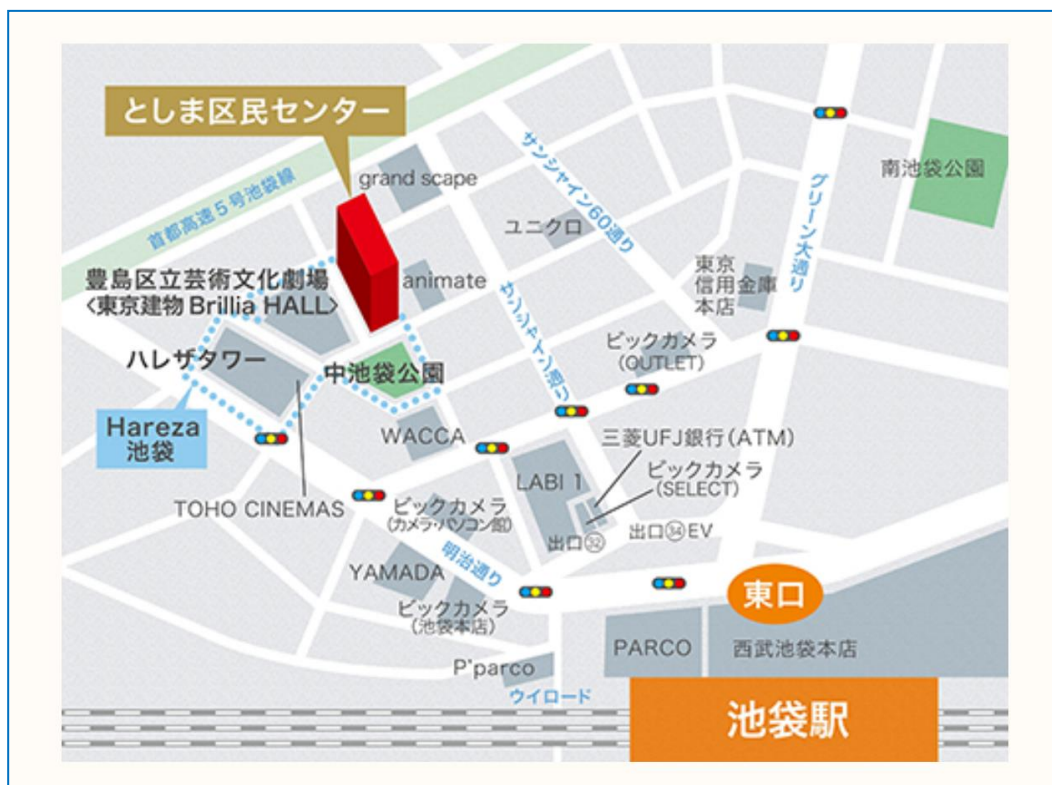 としま区民センター
grand scape
首都高速5号池袋線
サンシャイン60通り
ユニクロ
グリーン大通り
南池袋公園
東京
信用金庫
本店
豊島区立芸術文化劇場
〈東京建物 Brillia HALL〉
animate
サンシャイン通り
ハレザタワー
中池袋公園
ビックカメラ
(OUTLET)
Hareza
池袋
WACCA
三菱UFJ銀行(ATM)
ビックカメラ
(SELECT)
LABI 1
TOHO CINEMAS
ビックカメラ
(カメラ・パソコン館)
出口32
出口34EV
明治通り
YAMADA
ビックカメラ
(池袋本店)
東口
PARCO
西武池袋本店
P'parco
ウイロード
池袋駅